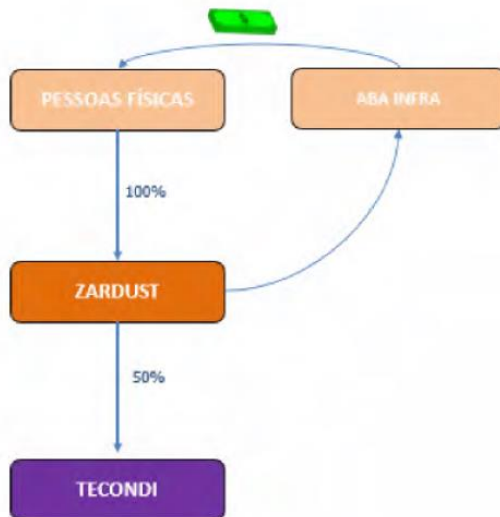 $
PESSOAS FÍSICAS
ABA INFRA
100%
ZARDUST
50%
TECONDI